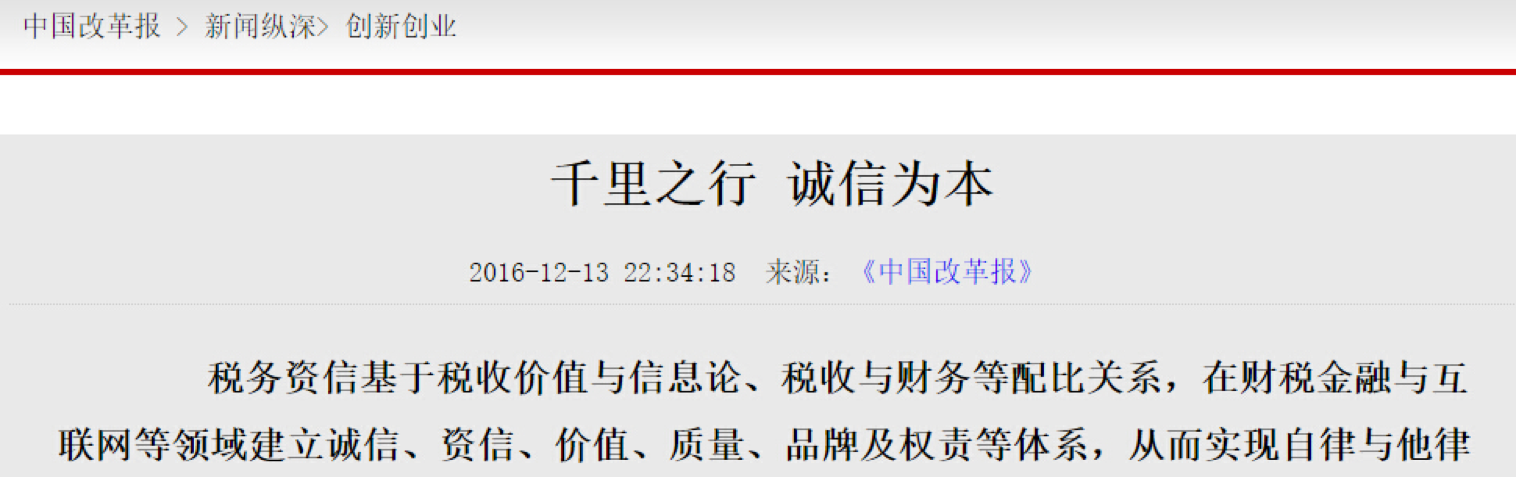 中国改革报 > 新闻纵深> 创新创业
千里之行 诚信为本
2016-12-13 22:34:18 来源：《中国改革报》
税务资信基于税收价值与信息论、税收与财务等配比关系，在财税金融与互
联网等领域建立诚信、资信、价值、质量、品牌及权责等体系，从而实现自律与他律